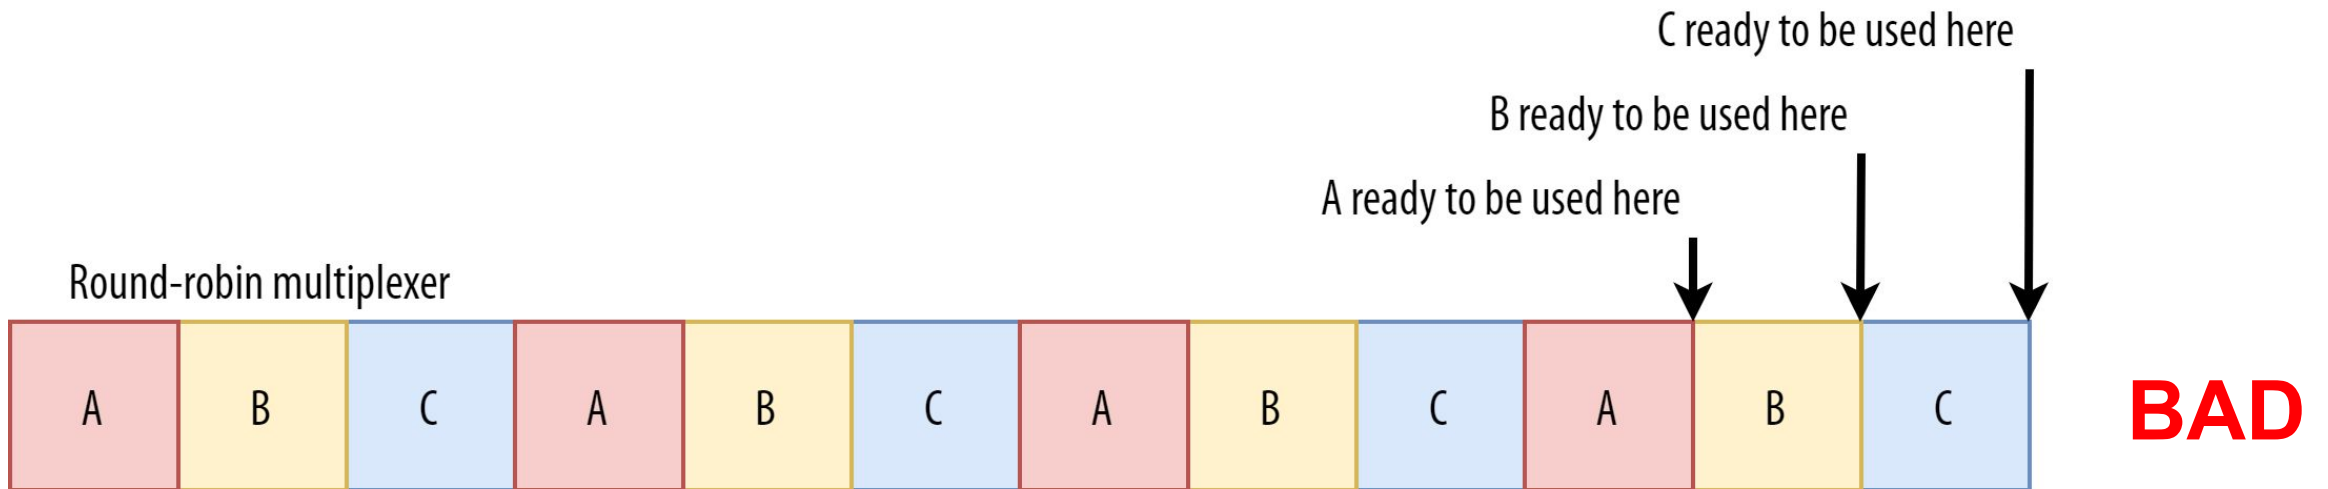 C ready to be used here
B ready to be used here
A ready to be used here
Round-robin multiplexer
A B C A B C A B C A B C BAD